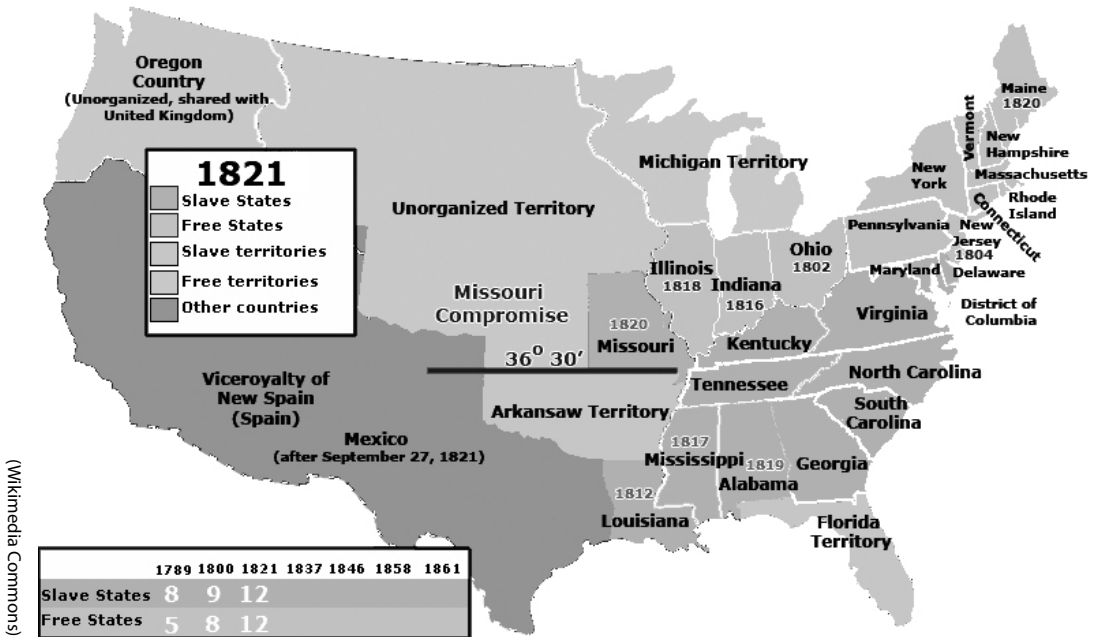 Oregon
Country
(Unorganized, shared with
United Kingdom)
1821
Slave States
Free States
Slave territories
Free territories
Other countries
Unorganized Territory
Michigan Territory
Maine
1820
Vermont
New
Hampshire
New
York
Massachusetts
Rhode
Island
Connecticut
Pennsylvania
New
Jersey
1804
Ohio
1802
Illinois
1818
Indiana
1816
Maryland
Delaware
District of
Columbia
Virginia
Missouri
Compromise
1820
Missouri
Kentucky
36° 30′
North Carolina
Tennessee
South
Carolina
Viceroyalty of
New Spain
(Spain)
Arkansaw Territory
Mexico
(after September 27, 1821)
1817
Mississippi
1819
Alabama
Georgia
1812
Louisiana
Florida
Territory
1789 1800 1821 1837 1846 1858 1861
Slave States 8 9 12
Free States 5 8 12
(Wikimedia Commons)